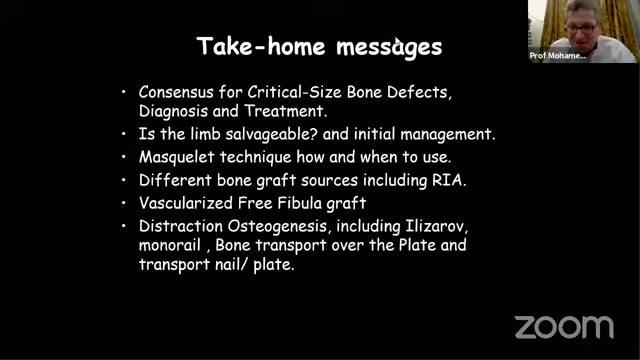 Prof Mohame...
Take-home messages
• Consensus for Critical-Size Bone Defects,
Diagnosis and Treatment.
• Is the limb salvageable? and initial management.
• Masquelet technique how and when to use.
• Different bone graft sources including RIA.
• Vascularized Free Fibula graft
• Distraction Osteogenesis, including Ilizarov,
monorail , Bone transport over the Plate and
transport nail/ plate.
zoom